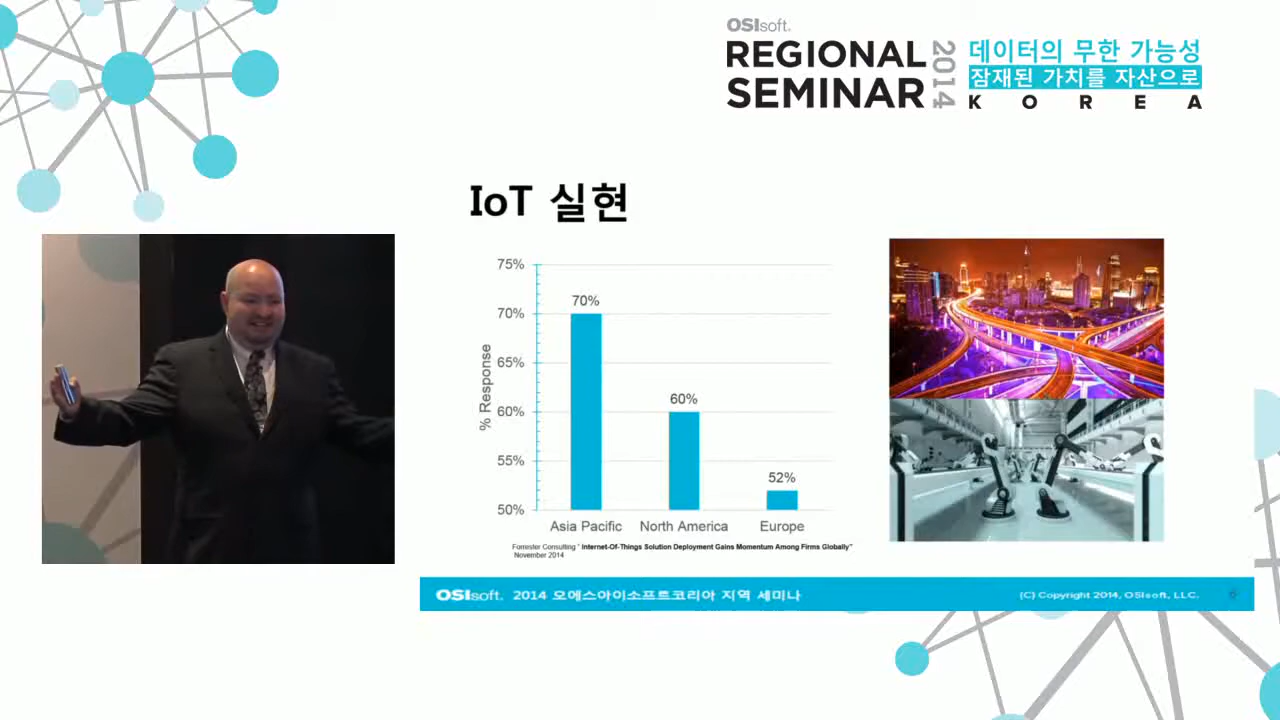 OSIsoft.
REGIONAL
SEMINAR
2014
데이터의 무한 가능성
잠재된 가치를 자산으로
KOREA
IoT 실현
75%
70%
65%
60%
55%
50%
% Response
70%
60%
52%
Asia Pacific
North America
Europe
Forrester Consulting " Internet-Of-Things Solution Deployment Gains Momentum Among Firms Globally"
November 2014
OSIsoft. 2014 오에스아이소프트코리아 지역 세미나
(C) Copyright 2014, OSIsoft, LLC.